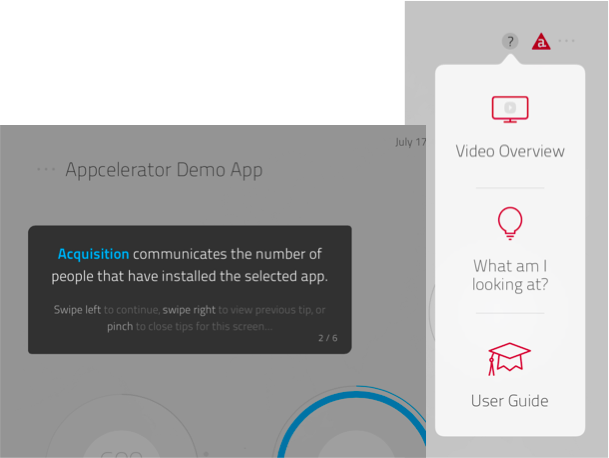 ?
a
Video Overview
What am I
looking at?
User Guide
July 17
··· Appcelerator Demo App
Acquisition communicates the number of
people that have installed the selected app.
Swipe left to continue, swipe right to view previous tip, or
pinch to close tips for this screen...
2 / 6